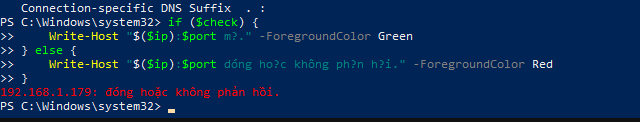 Connection-specific DNS Suffix  . :
PS C:\Windows\system32> if ($check) {
>>     Write-Host "$($ip):$port m?." -ForegroundColor Green
>> } else {
>>     Write-Host "$($ip):$port dóng ho?c không ph?n h?i." -ForegroundColor Red
>> }
192.168.1.179: đóng hoặc không phản hồi.
PS C:\Windows\system32>